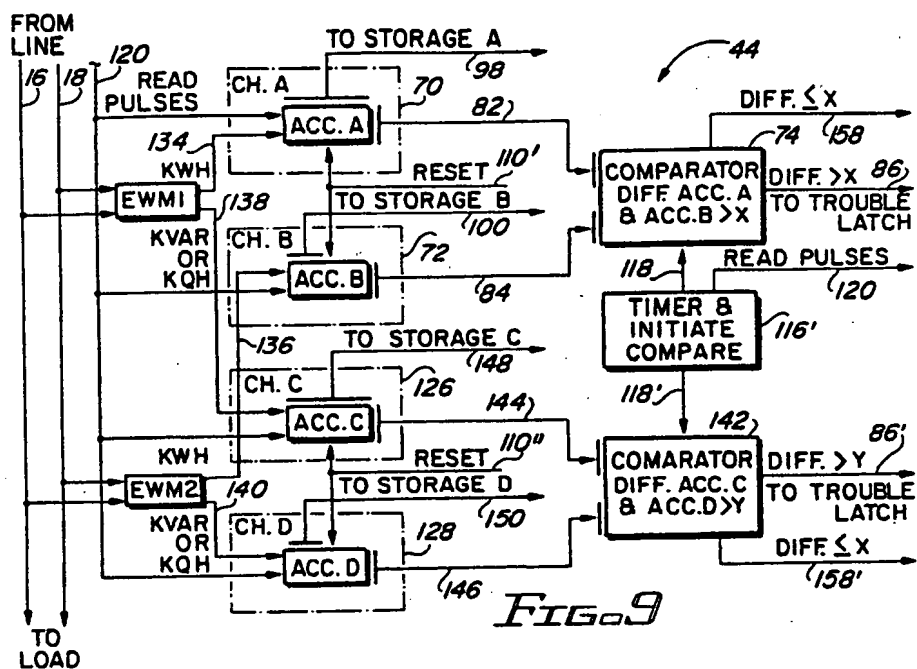 FROM
LINE
16
18
120
READ
PULSES
134
KWH
EWM1
138
KVAR
OR
KQH
136
KWH
EWM2
140
KVAR
OR
KQH
TO
LOAD
TO STORAGE A
98
CH. A
70
ACC. A
82
RESET
110'
TO STORAGE B
100
CH. B
72
ACC. B
84
TO STORAGE C
148
CH. C
126
ACC. C
144
RESET
110"
TO STORAGE D
150
CH. D
128
ACC. D
146
44
DIFF. ≤ X
158
74
COMPARATOR
DIFF. ACC. A
& ACC.B > X
DIFF. > X
86
TO TROUBLE
LATCH
118
READ PULSES
120
TIMER &
INITIATE
COMPARE
116'
118'
142
COMARATOR
DIFF. ACC. C
& ACC.D > Y
DIFF. > Y
86'
TO TROUBLE
LATCH
DIFF. ≤ X
158'
FIG. 9